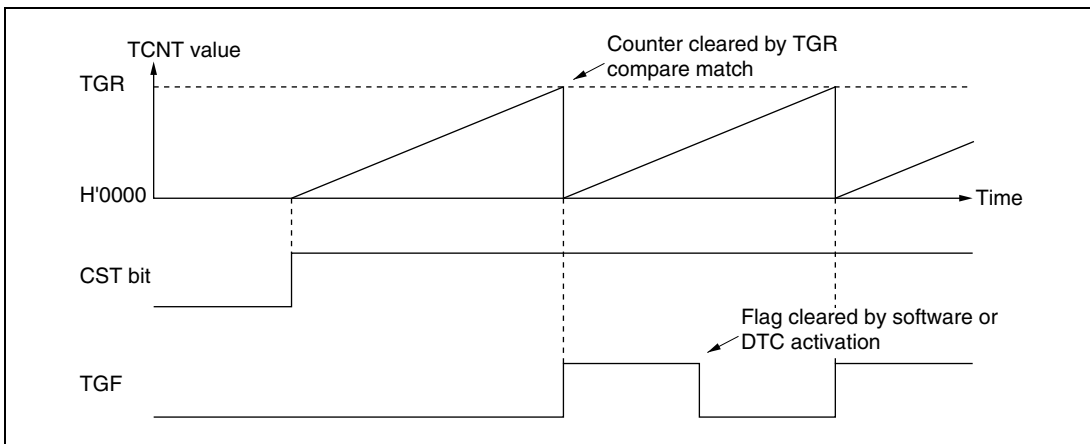 TCNT value
Counter cleared by TGR
compare match
TGR
H'0000
Time
CST bit
Flag cleared by software or
DTC activation
TGF